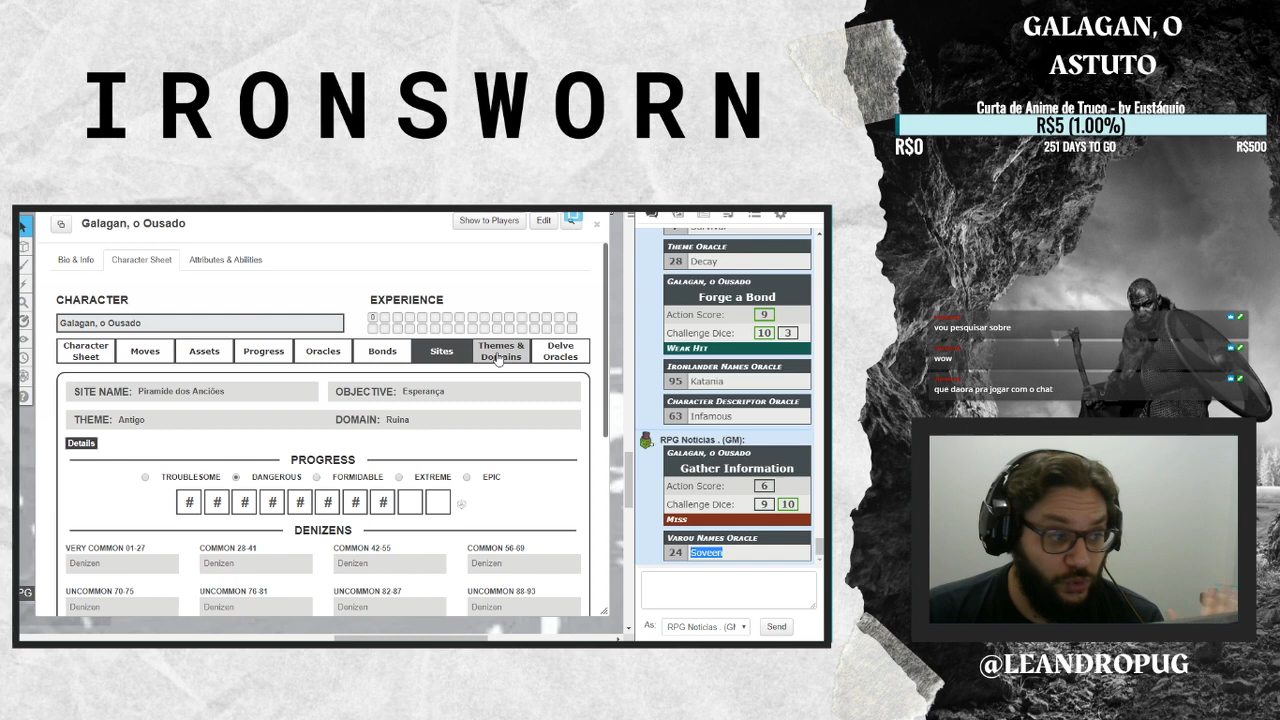 IRONSWORN
GALAGAN, O
ASTUTO
Curta de Anime de Truco - by Eustáquio
R$5 (1.00%)
R$0
251 DAYS TO GO
R$500
Galagan, o Ousado
Show to Players
Edit
Bio & Info
Character Sheet
Attributes & Abilities
CHARACTER
EXPERIENCE
Galagan, o Ousado
0
Character
Sheet
Moves
Assets
Progress
Oracles
Bonds
Sites
Themes &
Domains
Delve
Oracles
SITE NAME: Piramide dos Anciões
OBJECTIVE: Esperança
THEME: Antigo
DOMAIN: Ruina
Details
PROGRESS
TROUBLESOME
DANGEROUS
FORMIDABLE
EXTREME
EPIC
# # # # # # # #
DENIZENS
VERY COMMON 01-27
COMMON 28-41
COMMON 42-55
COMMON 56-69
Denizen
Denizen
Denizen
Denizen
UNCOMMON 70-75
UNCOMMON 76-81
UNCOMMON 82-87
UNCOMMON 88-93
Denizen
Denizen
Denizen
Denizen
THEME ORACLE
28 Decay
GALAGAN, O OUSADO
Forge a Bond
Action Score: 9
Challenge Dice: 10 3
WEAK HIT
IRONLANDER NAMES ORACLE
95 Katania
CHARACTER DESCRIPTOR ORACLE
63 Infamous
RPG Noticias . (GM):
GALAGAN, O OUSADO
Gather Information
Action Score: 6
Challenge Dice: 9 10
MISS
VAROU NAMES ORACLE
24 Soveen
As:
RPG Noticias . (GM
Send
vou pesquisar sobre
wow
que daora pra jogar com o chat
@LEANDROPUG